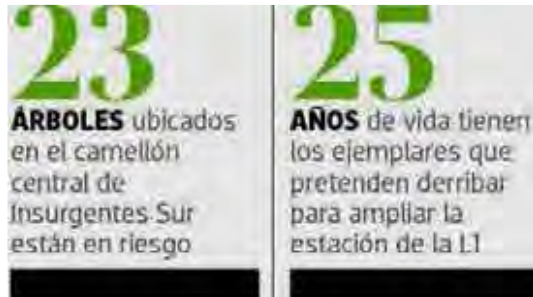 23
ÁRBOLES ubicados
en el camellón
central de
Insurgentes Sur
están en riesgo
25
AÑOS de vida tienen
los ejemplares que
pretenden derribar
para ampliar la
estación de la L1